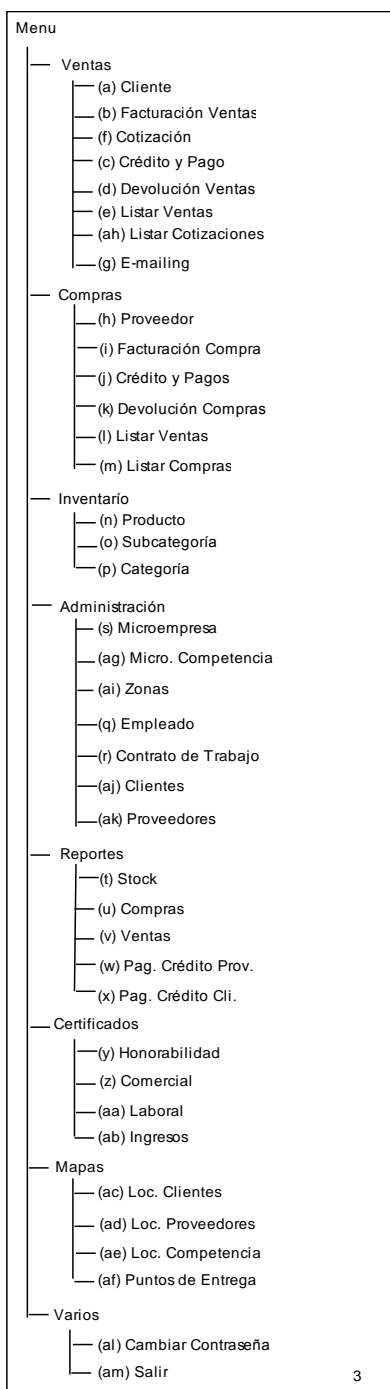 Menu
Ventas
(a) Cliente
(b) Facturación Ventas
(f) Cotización
(c) Crédito y Pago
(d) Devolución Ventas
(e) Listar Ventas
(ah) Listar Cotizaciones
(g) E-mailing
Compras
(h) Proveedor
(i) Facturación Compra
(j) Crédito y Pagos
(k) Devolución Compras
(l) Listar Ventas
(m) Listar Compras
Inventarío
(n) Producto
(o) Subcategoría
(p) Categoría
Administración
(s) Microempresa
(ag) Micro. Competencia
(ai) Zonas
(q) Empleado
(r) Contrato de Trabajo
(aj) Clientes
(ak) Proveedores
Reportes
(t) Stock
(u) Compras
(v) Ventas
(w) Pag. Crédito Prov.
(x) Pag. Crédito Cli.
Certificados
(y) Honorabilidad
(z) Comercial
(aa) Laboral
(ab) Ingresos
Mapas
(ac) Loc. Clientes
(ad) Loc. Proveedores
(ae) Loc. Competencia
(af) Puntos de Entrega
Varios
(al) Cambiar Contraseña
(am) Salir
3